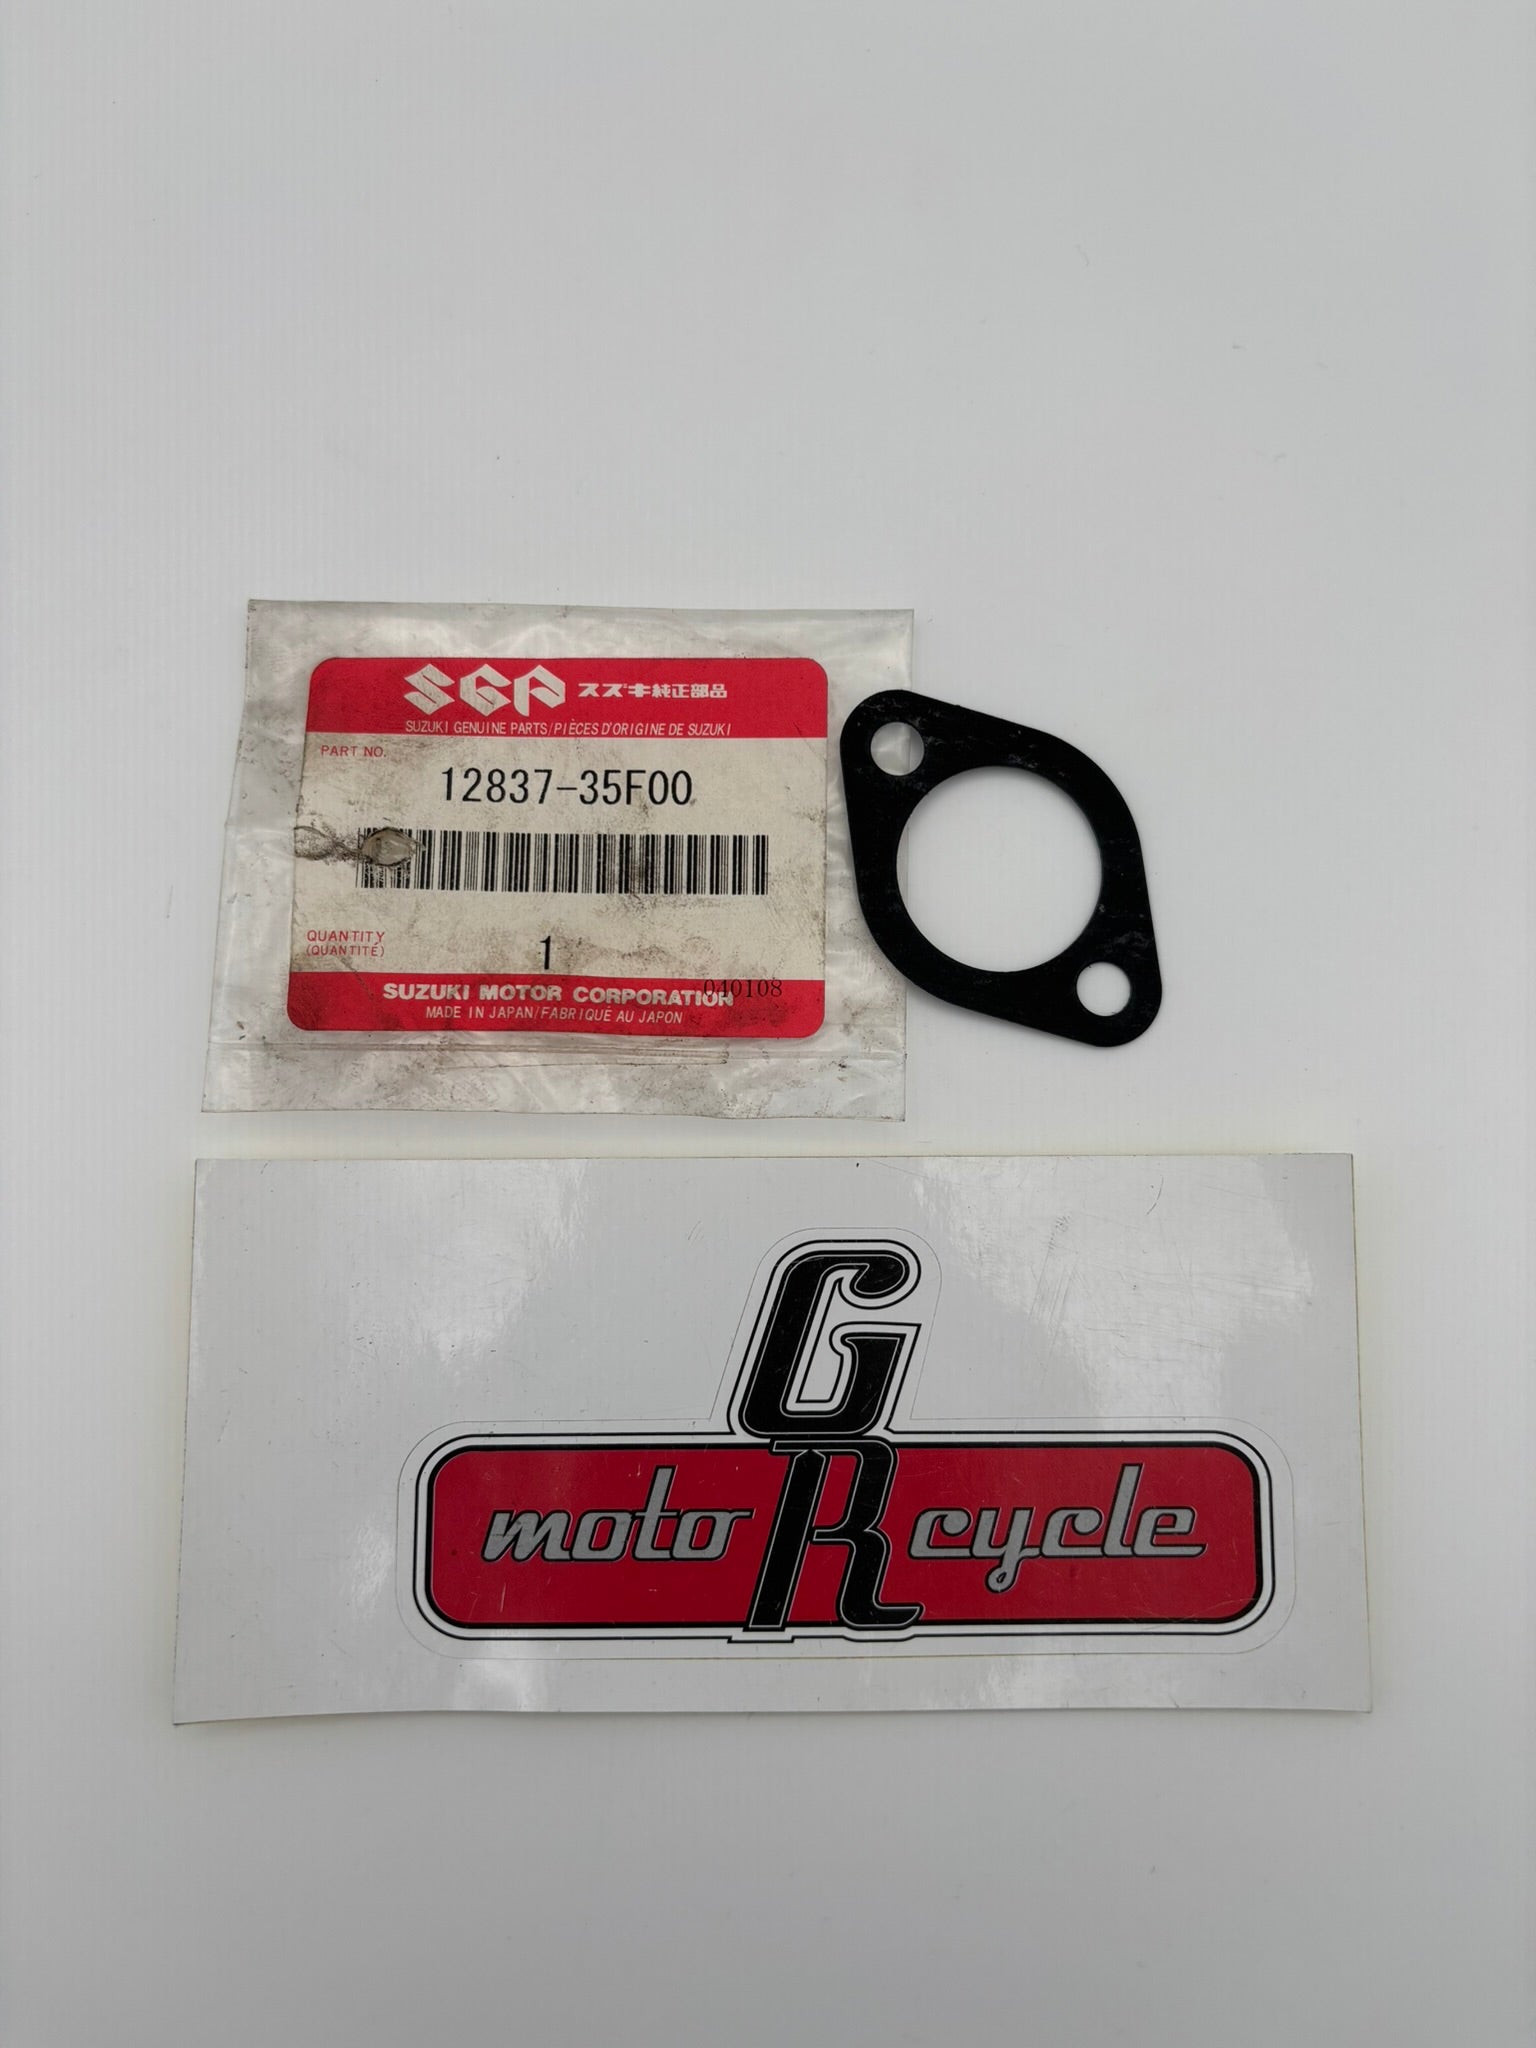 SGP スズキ純正部品
SUZUKI GENUINE PARTS/PIÈCES D'ORIGINE DE SUZUKI
PART NO.
12837-35F00
QUANTITY
(QUANTITÉ)
1
040108
SUZUKI MOTOR CORPORATION
MADE IN JAPAN/FABRIQUÉ AU JAPON
G
moto R cycle